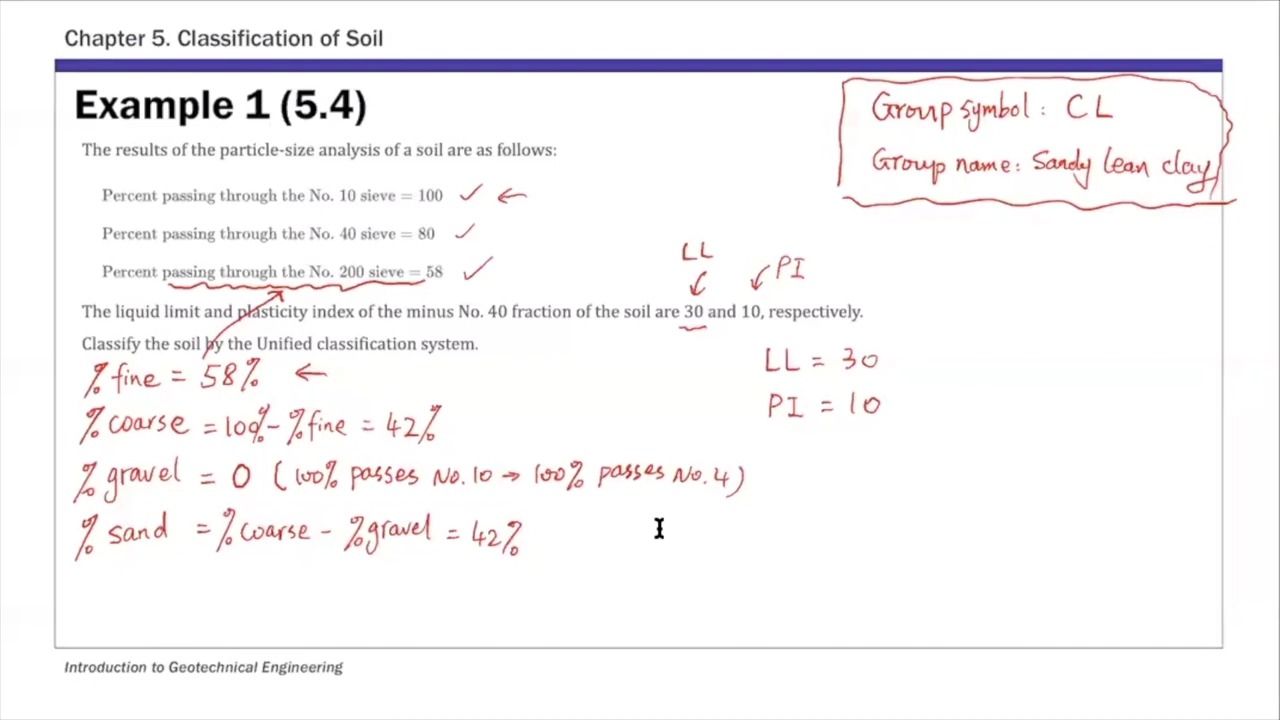 Chapter 5. Classification of Soil
Example 1 (5.4)
Group symbol: CL
Group name: Sandy lean clay
The results of the particle-size analysis of a soil are as follows:
Percent passing through the No. 10 sieve = 100 ✓ ←
Percent passing through the No. 40 sieve = 80 ✓
Percent passing through the No. 200 sieve = 58 ✓
LL
PI
The liquid limit and plasticity index of the minus No. 40 fraction of the soil are 30 and 10, respectively.
Classify the soil by the Unified classification system.
% fine = 58% ←
% coarse = 100% - % fine = 42%
% gravel = 0 (100% passes No. 10 → 100% passes No. 4)
% sand = % coarse - % gravel = 42%
LL = 30
PI = 10
Introduction to Geotechnical Engineering